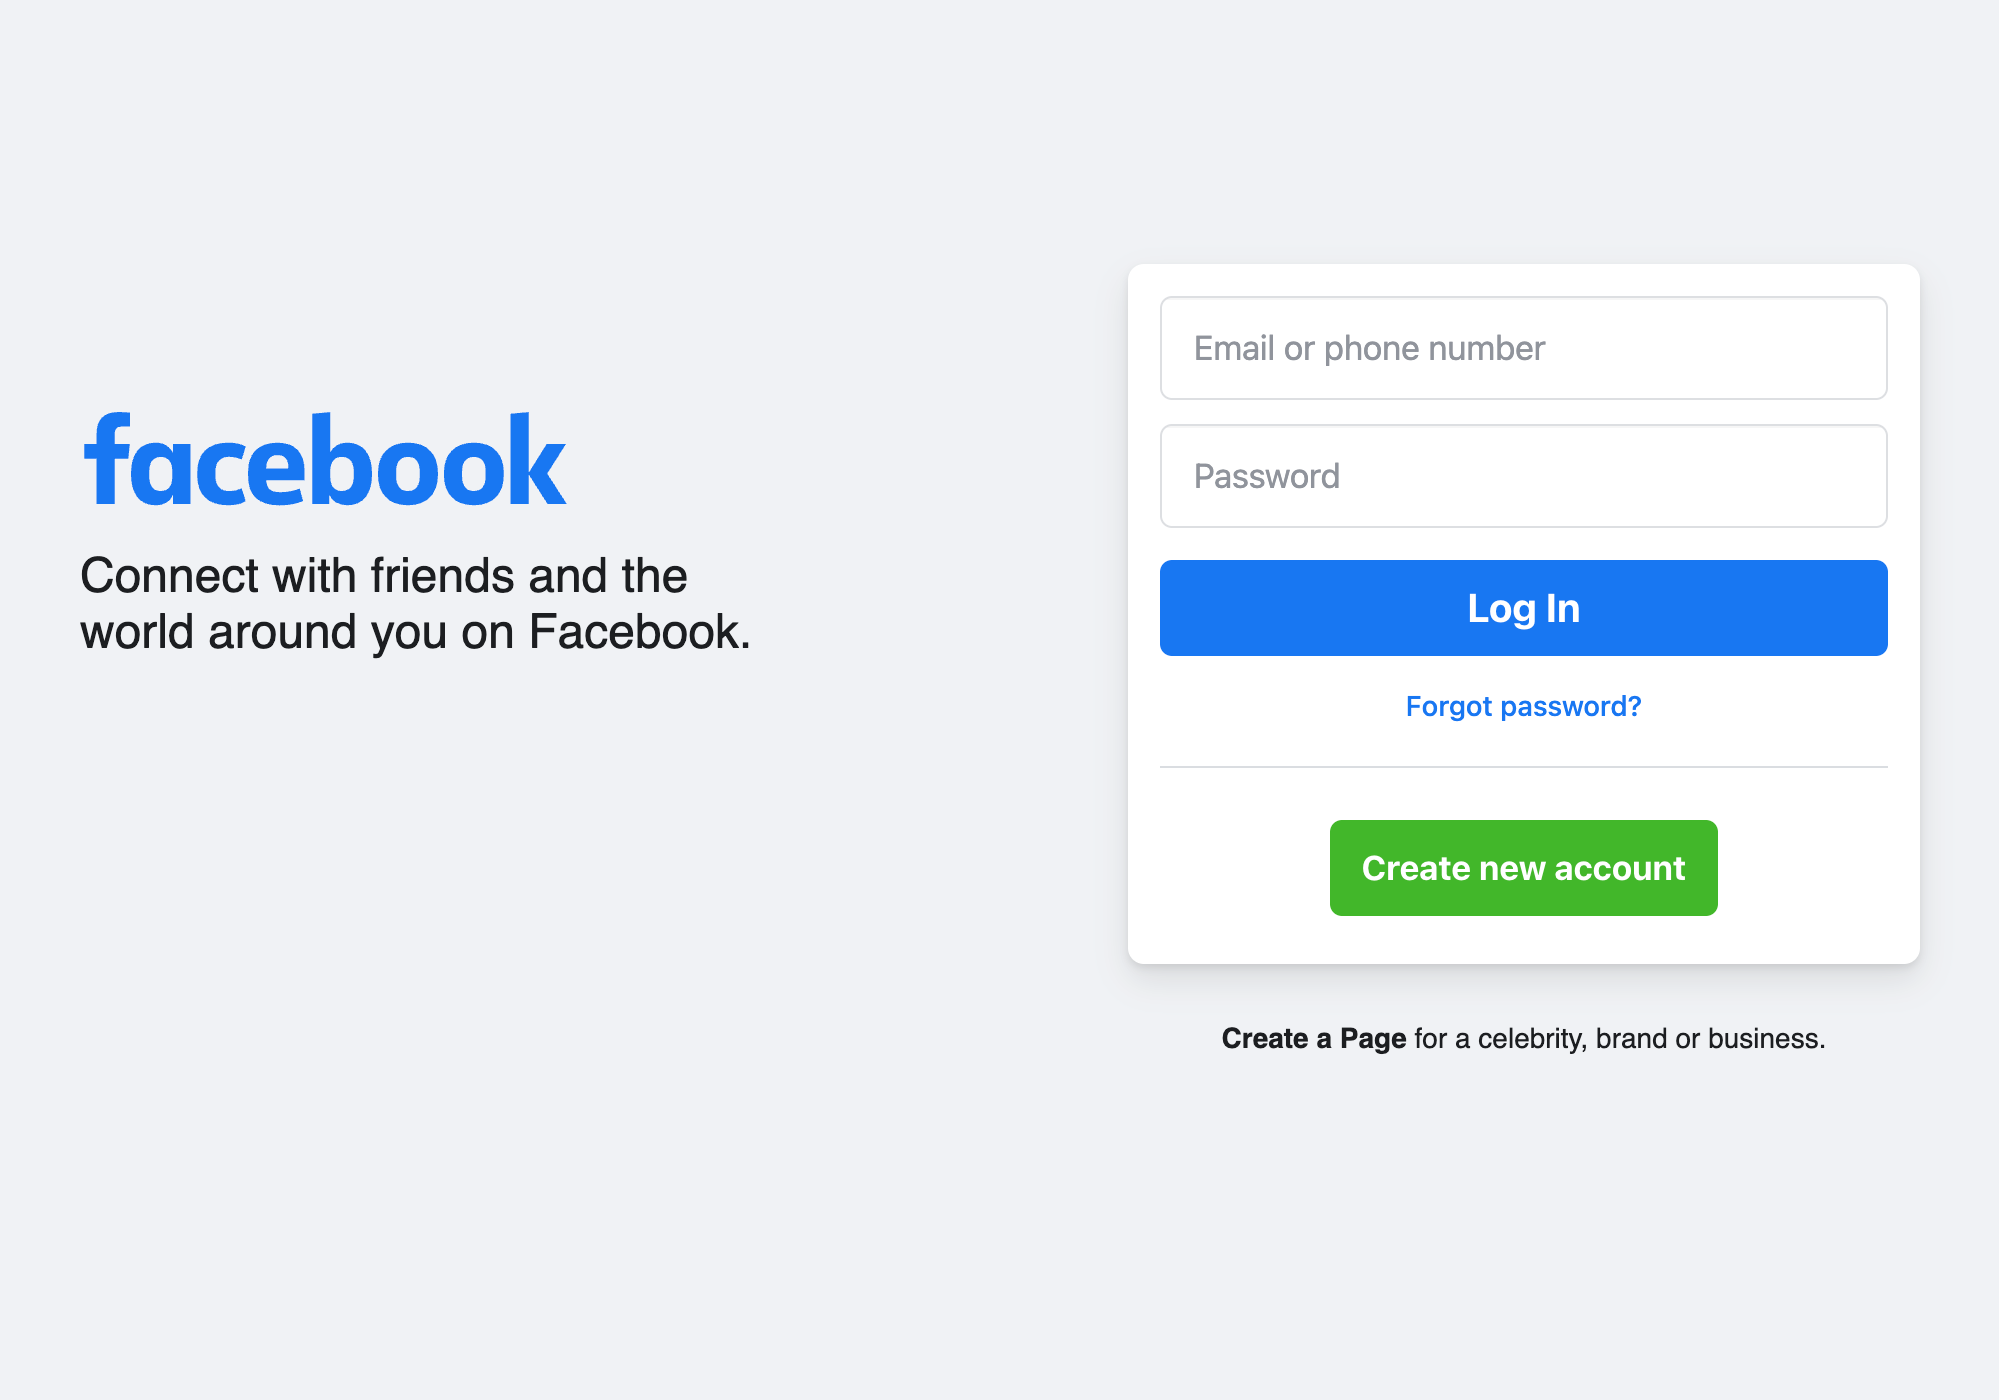 facebook
Connect with friends and the
world around you on Facebook.
Email or phone number
Password
Log In
Forgot password?
Create new account
Create a Page for a celebrity, brand or business.